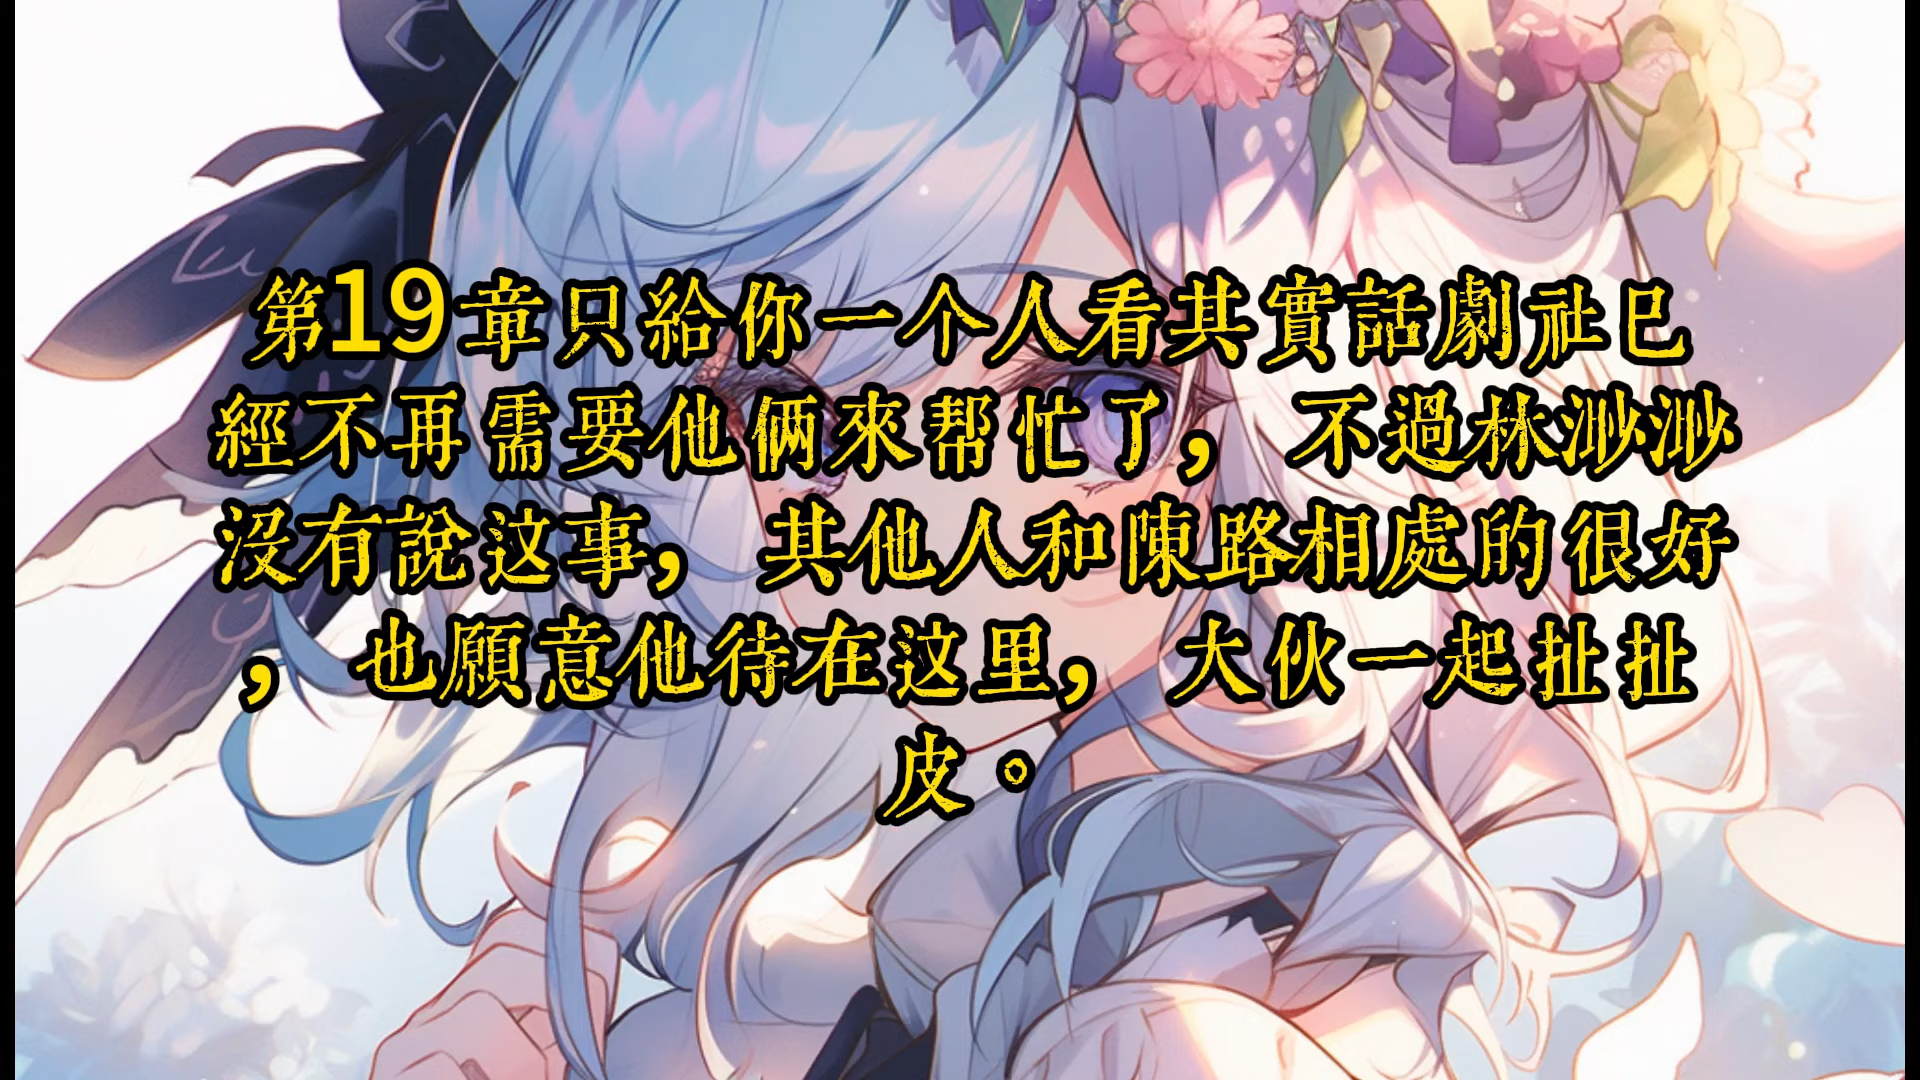 第19章只給你一个人看其實話劇社已
經不再需要他倆來帮忙了，不過林渺渺
沒有說这事，其他人和陳路相處的很好
，也願意他待在这里，大伙一起扯扯
皮。